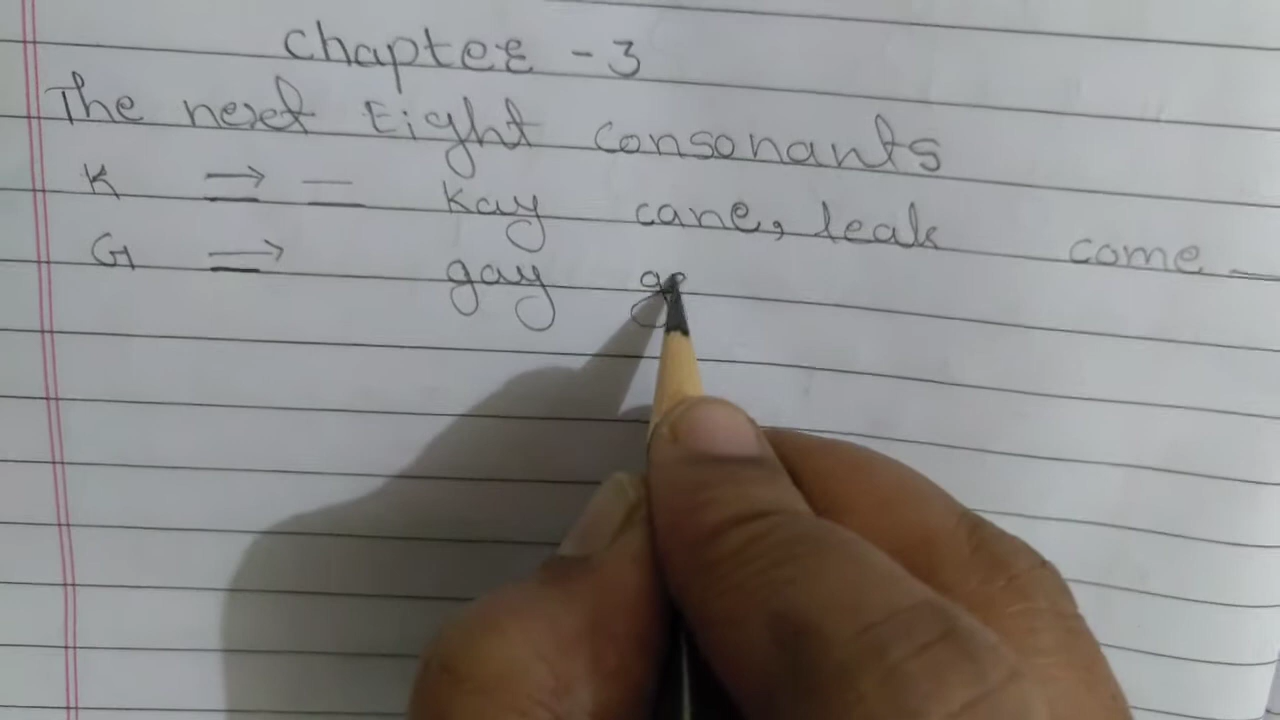 Chapter - 3
The next Eight consonants
K ⇒ — Kay cane, leak come —
G ⇒ gay